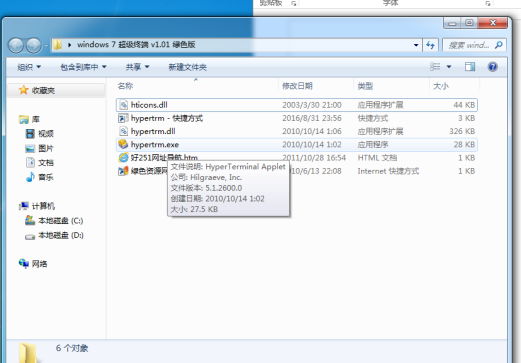 剪贴板
字体
windows 7 超级终端 v1.01 绿色版
搜索 wind...
组织 包含到库中 共享 新建文件夹
收藏夹
库
视频
图片
文档
音乐
计算机
本地磁盘 (C:)
本地磁盘 (D:)
网络
名称 修改日期 类型 大小
hticons.dll 2003/3/30 21:00 应用程序扩展 44 KB
hypertrm - 快捷方式 2016/8/31 23:56 快捷方式 3 KB
hypertrm.dll 2010/10/14 1:06 应用程序扩展 326 KB
hypertrm.exe 2010/10/14 1:02 应用程序 28 KB
好251网址导航.htm 2011/10/28 16:54 HTML 文档 1 KB
绿色资源网 10/6/13 22:08 Internet 快捷方式 1 KB
文件说明: HyperTerminal Applet
公司: Hilgraeve, Inc.
文件版本: 5.1.2600.0
创建日期: 2010/10/14 1:02
大小: 27.5 KB
6 个对象